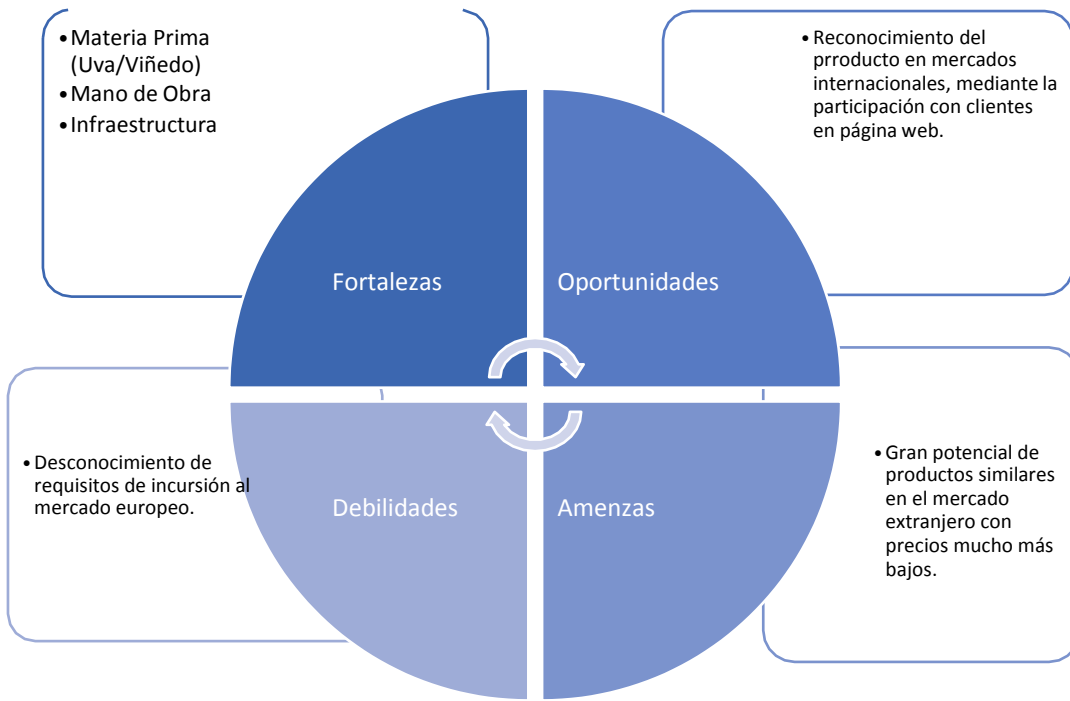 •Materia Prima
(Uva/Viñedo)
•Mano de Obra
•Infraestructura
•Reconocimiento del
prroducto en mercados
internacionales, mediante la
participación con clientes
en página web.
Fortalezas
Oportunidades
•Desconocimiento de
requisitos de incursión al
mercado europeo.
Debilidades
Amenzas
•Gran potencial de
productos similares
en el mercado
extranjero con
precios mucho más
bajos.